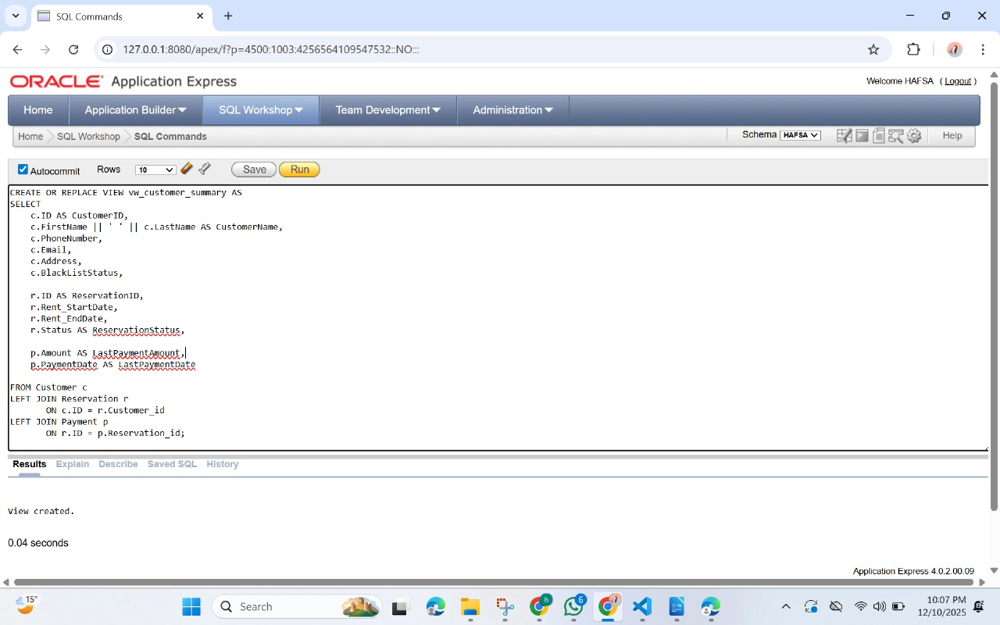 SQL Commands
127.0.0.1:8080/apex/f?p=4500:1003:4256564109547532::NO:::
ORACLE Application Express
Welcome HAFSA ( Logout )
Home Application Builder SQL Workshop Team Development Administration
Home SQL Workshop SQL Commands
Schema HAFSA Help
Autocommit Rows 10 Save Run
CREATE OR REPLACE VIEW vw_customer_summary AS
SELECT
    c.ID AS CustomerID,
    c.FirstName || ' ' || c.LastName AS CustomerName,
    c.PhoneNumber,
    c.Email,
    c.Address,
    c.BlackListStatus,
    r.ID AS ReservationID,
    r.Rent_StartDate,
    r.Rent_EndDate,
    r.Status AS ReservationStatus,
    p.Amount AS LastPaymentAmount,
    p.PaymentDate AS LastPaymentDate
FROM Customer c
LEFT JOIN Reservation r
       ON c.ID = r.Customer_id
LEFT JOIN Payment p
       ON r.ID = p.Reservation_id;
Results Explain Describe Saved SQL History
View created.
0.04 seconds
Application Express 4.0.2.00.09
15°
Search
h
6
10:07 PM
12/10/2025